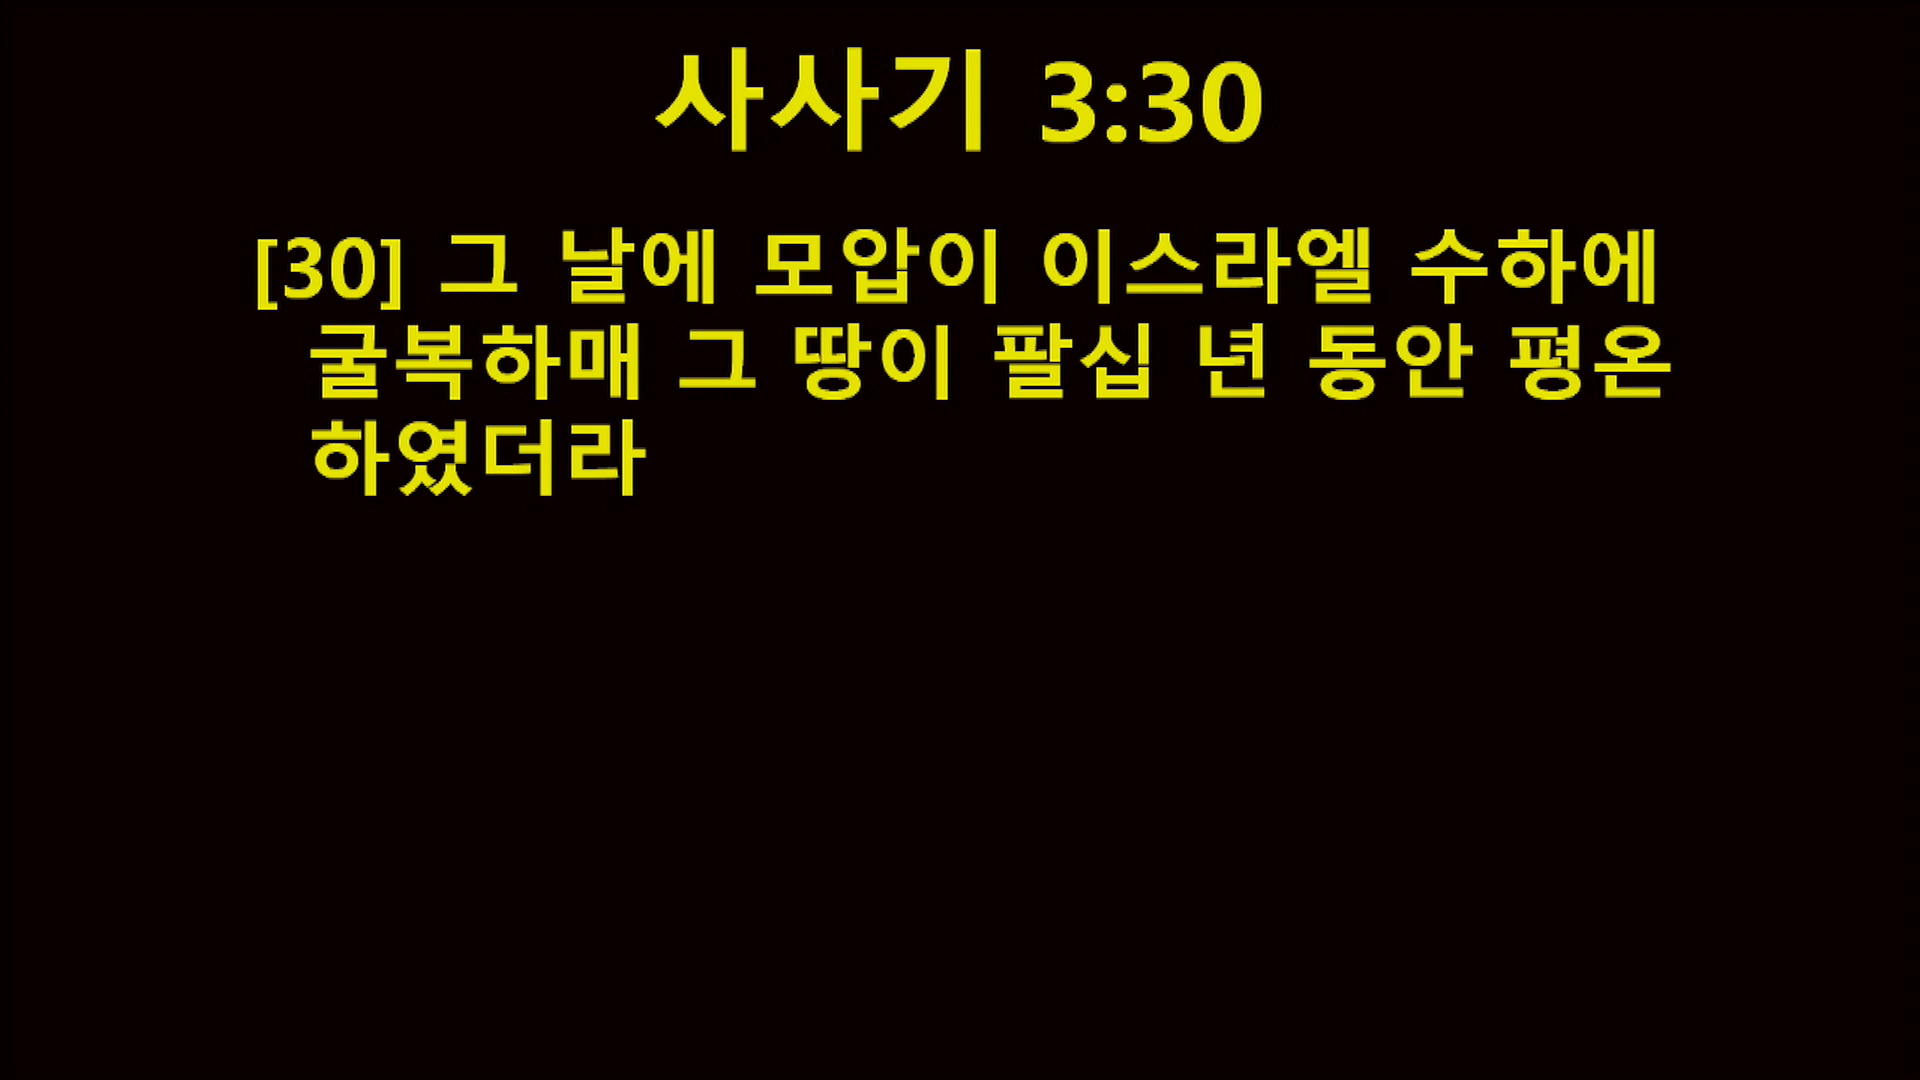 사사기 3:30
[30] 그 날에 모압이 이스라엘 수하에
굴복하매 그 땅이 팔십 년 동안 평온
하였더라